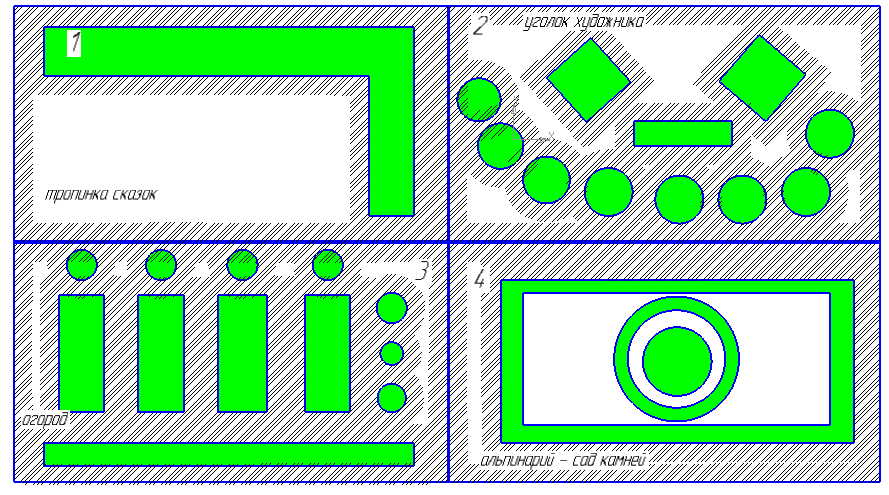 1
тропинка сказок
2
уголок художника
3
огород
4
альпинарий - сад камней